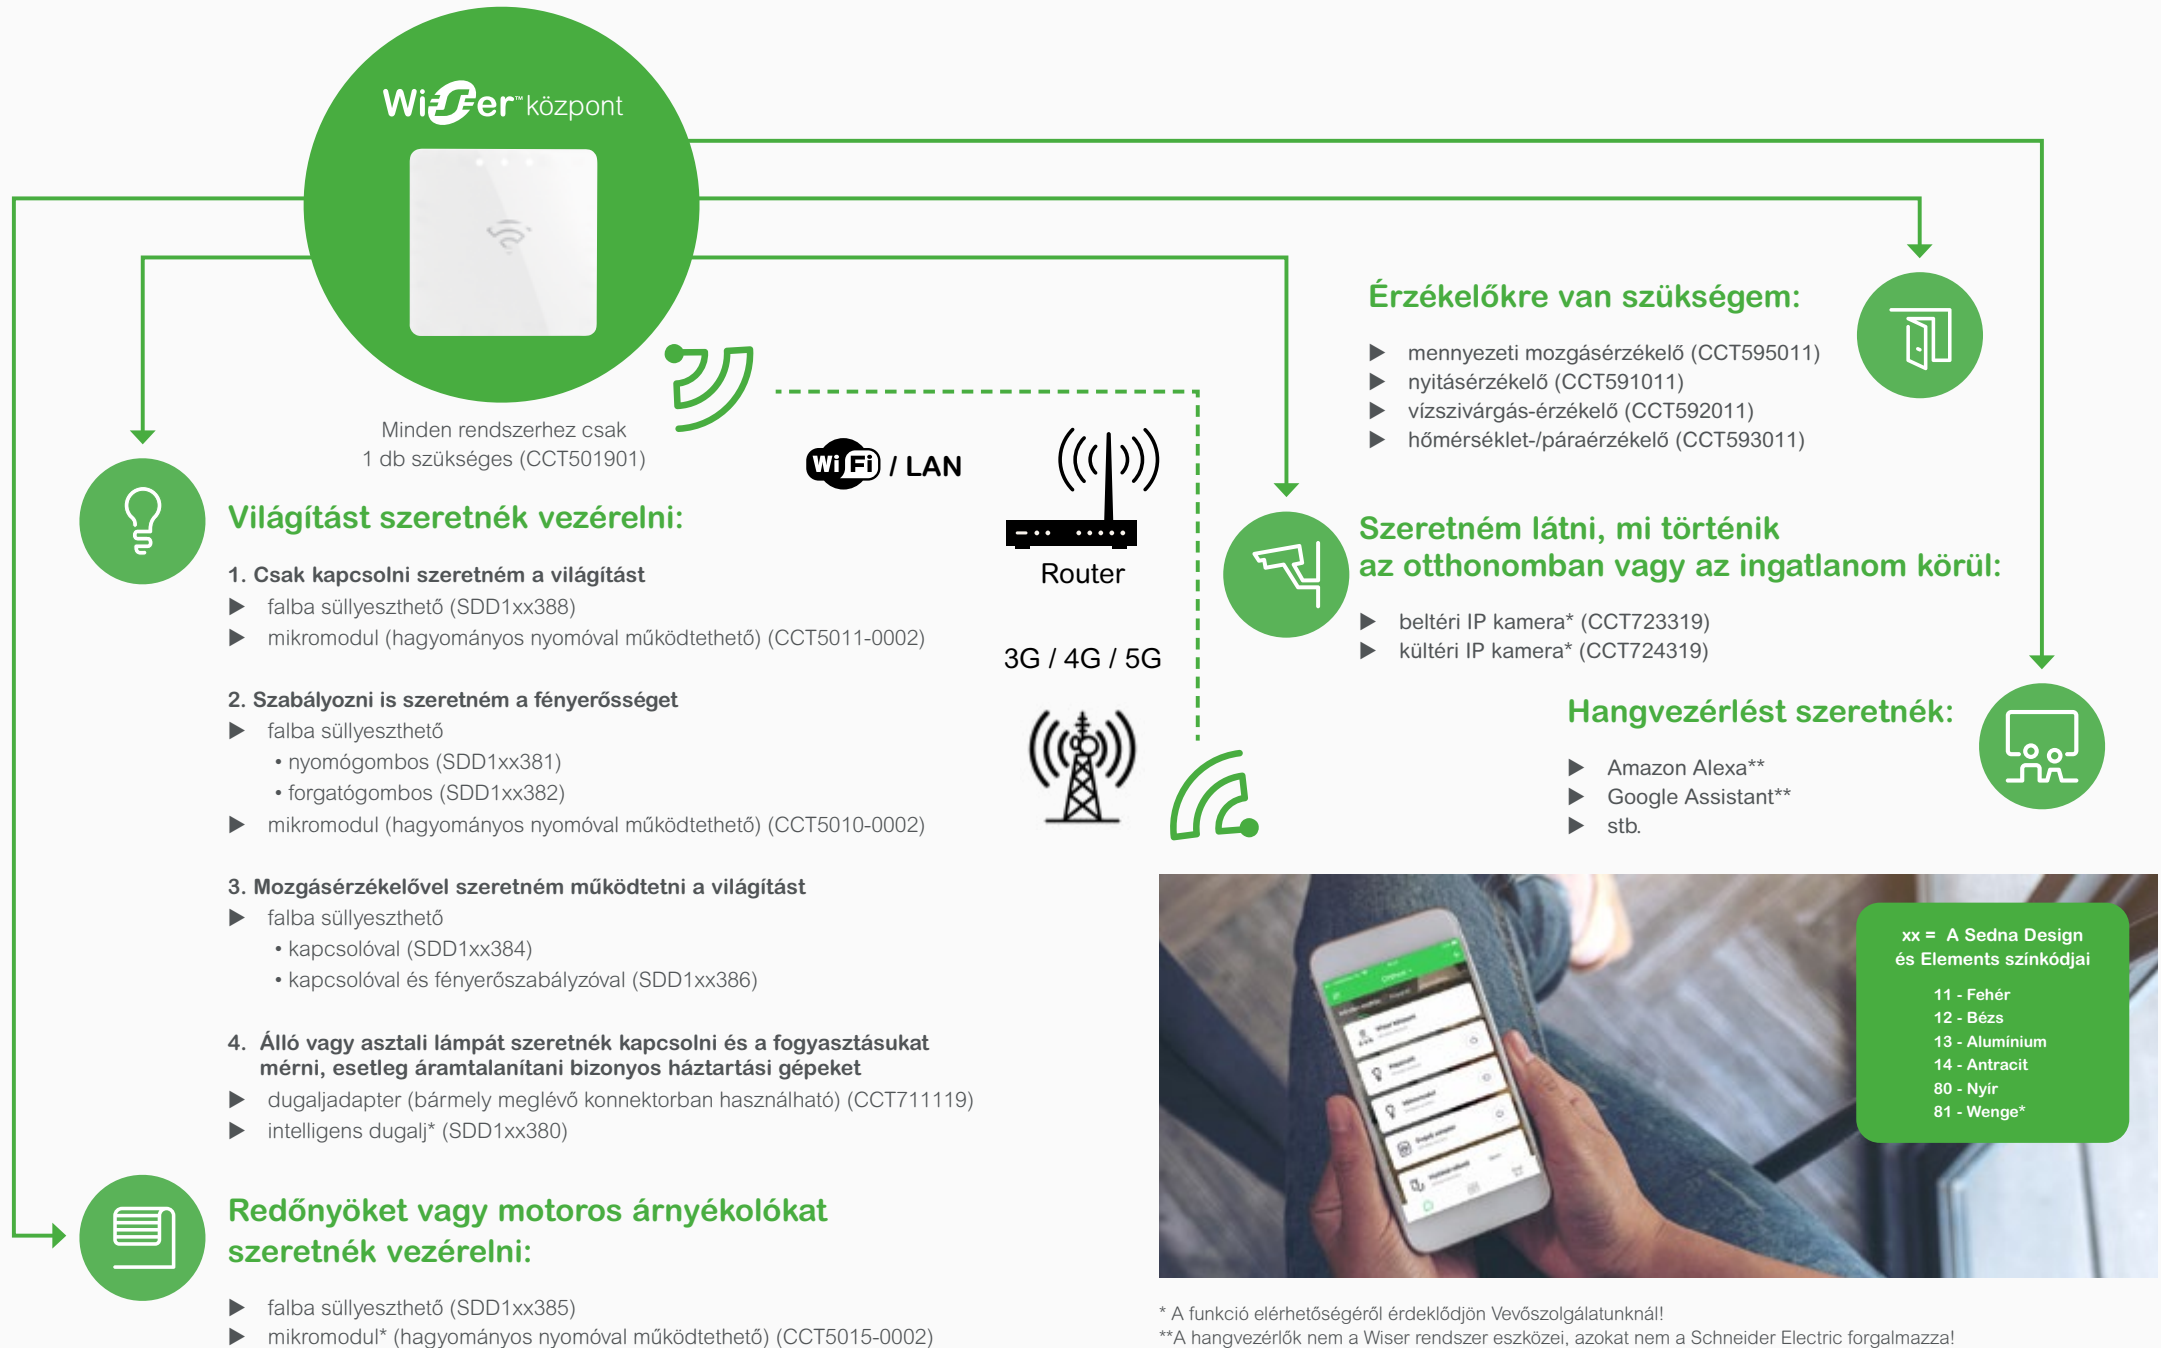 Wiser™ központ
Minden rendszerhez csak
1 db szükséges (CCT501901)
Világítást szeretnék vezérelni:
1. Csak kapcsolni szeretném a világítást
▶ falba süllyeszthető (SDD1xx388)
▶ mikromodul (hagyományos nyomóval működtethető) (CCT5011-0002)
2. Szabályozni is szeretném a fényerősséget
▶ falba süllyeszthető
• nyomógombos (SDD1xx381)
• forgatógombos (SDD1xx382)
▶ mikromodul (hagyományos nyomóval működtethető) (CCT5010-0002)
3. Mozgásérzékelővel szeretném működtetni a világítást
▶ falba süllyeszthető
• kapcsolóval (SDD1xx384)
• kapcsolóval és fényerőszabályzóval (SDD1xx386)
4. Álló vagy asztali lámpát szeretnék kapcsolni és a fogyasztásukat
mérni, esetleg áramtalanítani bizonyos háztartási gépeket
▶ dugaljadapter (bármely meglévő konnektorban használható) (CCT711119)
▶ intelligens dugalj* (SDD1xx380)
Redőnyöket vagy motoros árnyékolókat
szeretnék vezérelni:
▶ falba süllyeszthető (SDD1xx385)
▶ mikromodul* (hagyományos nyomóval működtethető) (CCT5015-0002)
WiFi / LAN
Router
3G / 4G / 5G
Érzékelőkre van szükségem:
▶ mennyezeti mozgásérzékelő (CCT595011)
▶ nyitásérzékelő (CCT591011)
▶ vízszivárgás-érzékelő (CCT592011)
▶ hőmérséklet-/páraérzékelő (CCT593011)
Szeretném látni, mi történik
az otthonomban vagy az ingatlanom körül:
▶ beltéri IP kamera* (CCT723319)
▶ kültéri IP kamera* (CCT724319)
Hangvezérlést szeretnék:
▶ Amazon Alexa**
▶ Google Assistant**
▶ stb.
xx = A Sedna Design
és Elements színkódjai
11 - Fehér
12 - Bézs
13 - Alumínium
14 - Antracit
80 - Nyír
81 - Wenge*
* A funkció elérhetőségéről érdeklődjön Vevőszolgálatunknál!
**A hangvezérlők nem a Wiser rendszer eszközei, azokat nem a Schneider Electric forgalmazza!